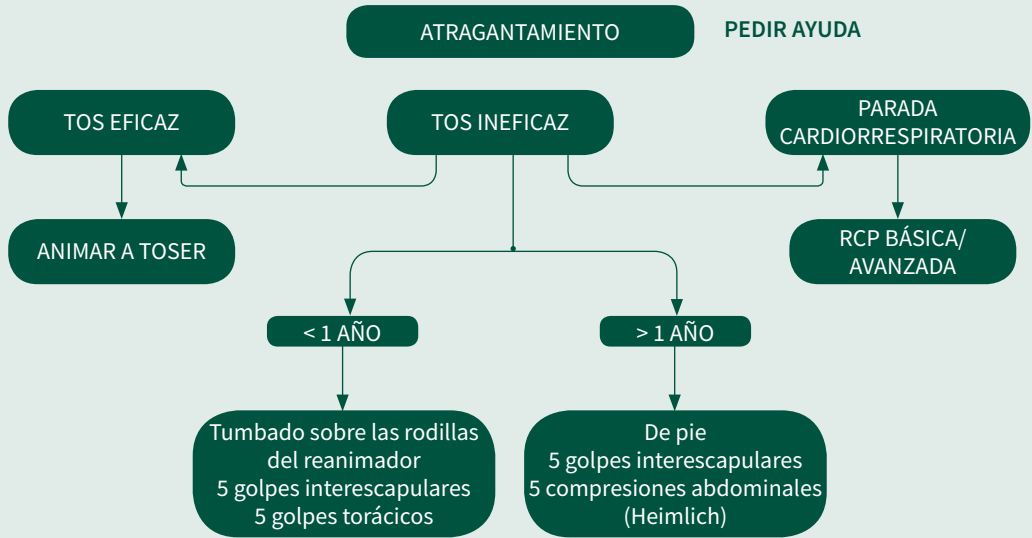 ATRAGANTAMIENTO
PEDIR AYUDA
TOS EFICAZ
TOS INEFICAZ
PARADA
CARDIORRESPIRATORIA
ANIMAR A TOSER
RCP BÁSICA/
AVANZADA
< 1 AÑO
> 1 AÑO
Tumbado sobre las rodillas
del reanimador
5 golpes interescapulares
5 golpes torácicos
De pie
5 golpes interescapulares
5 compresiones abdominales
(Heimlich)